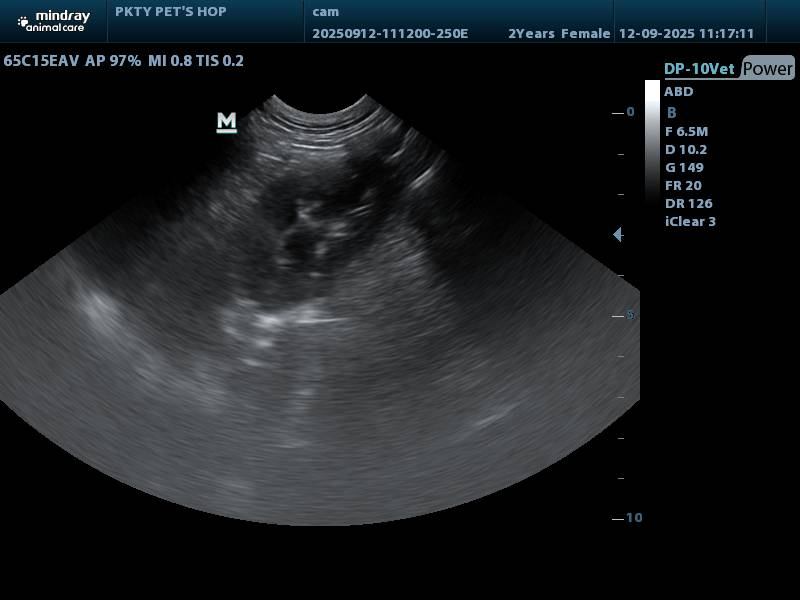 mindray
animal care
PKTY PET'S HOP
cam
20250912-111200-250E
2Years Female
12-09-2025 11:17:11
65C15EAV AP 97% MI 0.8 TIS 0.2
DP-10Vet
Power
M
ABD
B
F 6.5M
D 10.2
G 149
FR 20
DR 126
iClear 3
0
5
10